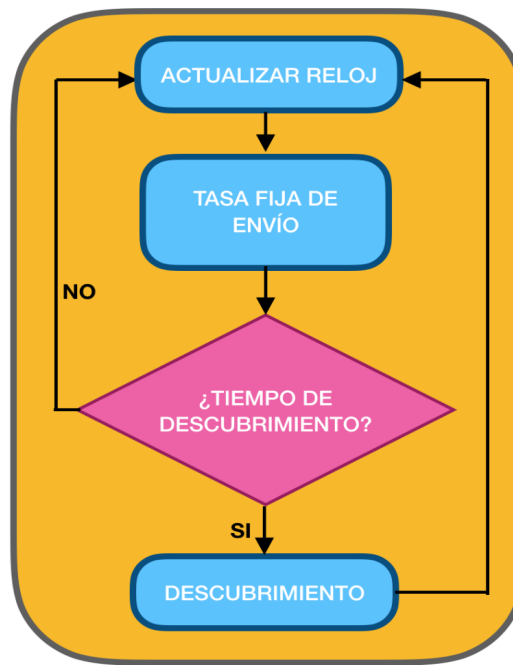 ACTUALIZAR RELOJ
TASA FIJA DE
ENVÍO
NO
¿TIEMPO DE
DESCUBRIMIENTO?
SI
DESCUBRIMIENTO